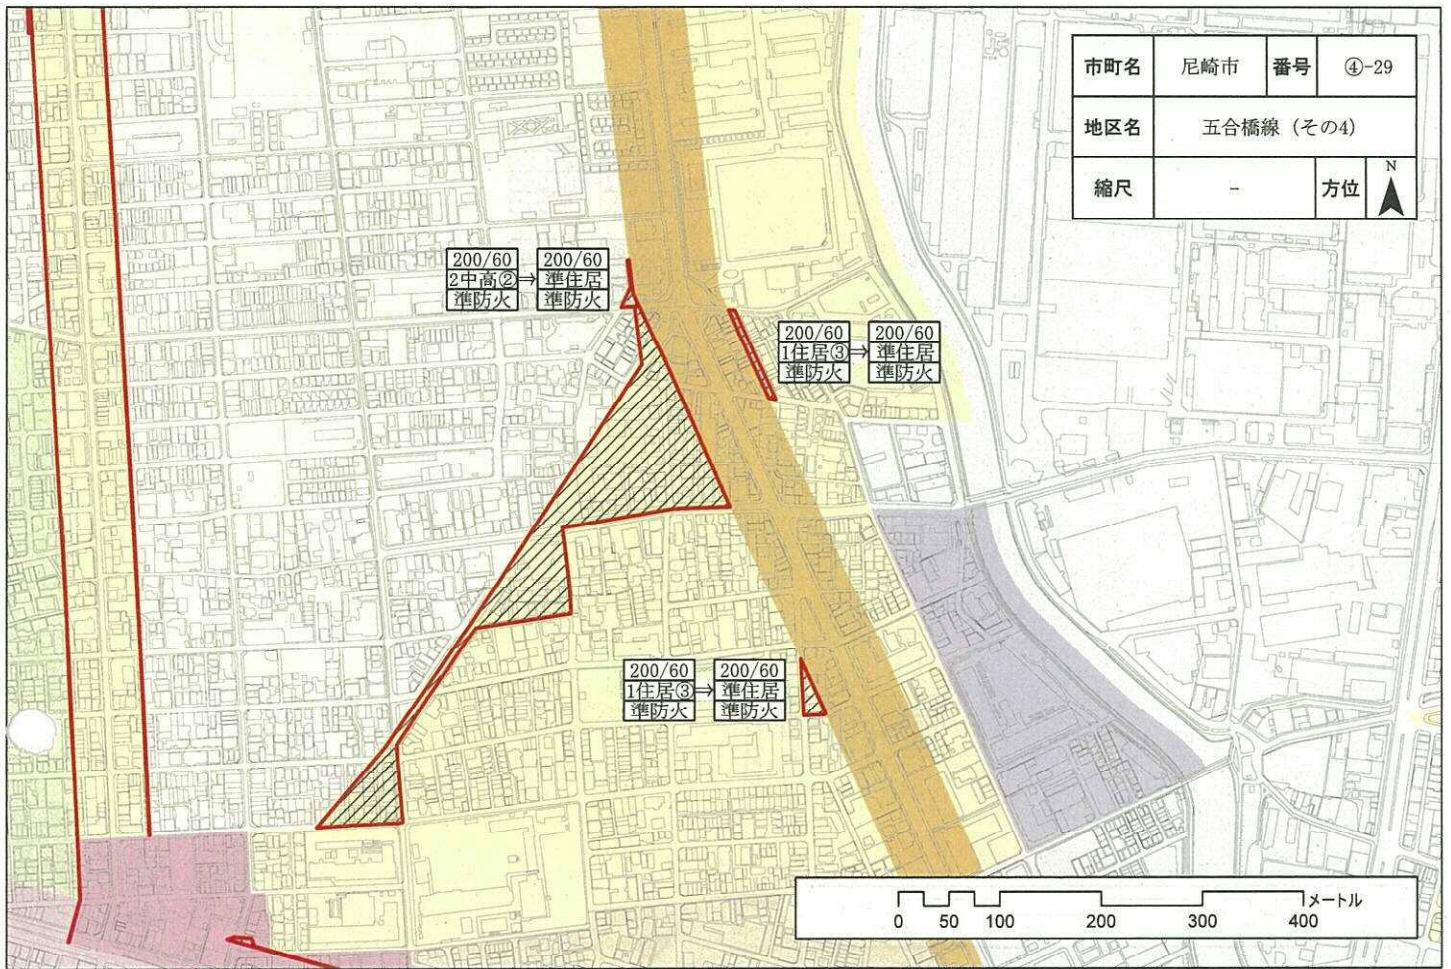 市町名 尼崎市 番号 ④-29
地区名 五合橋線（その4）
縮尺 - 方位 N
200/60 200/60
2中高② ⇒ 準住居
準防火 準防火
200/60 200/60
1住居③ ⇒ 準住居
準防火 準防火
200/60 200/60
1住居③ → 準住居
準防火 準防火
メートル
0 50 100 200 300 400